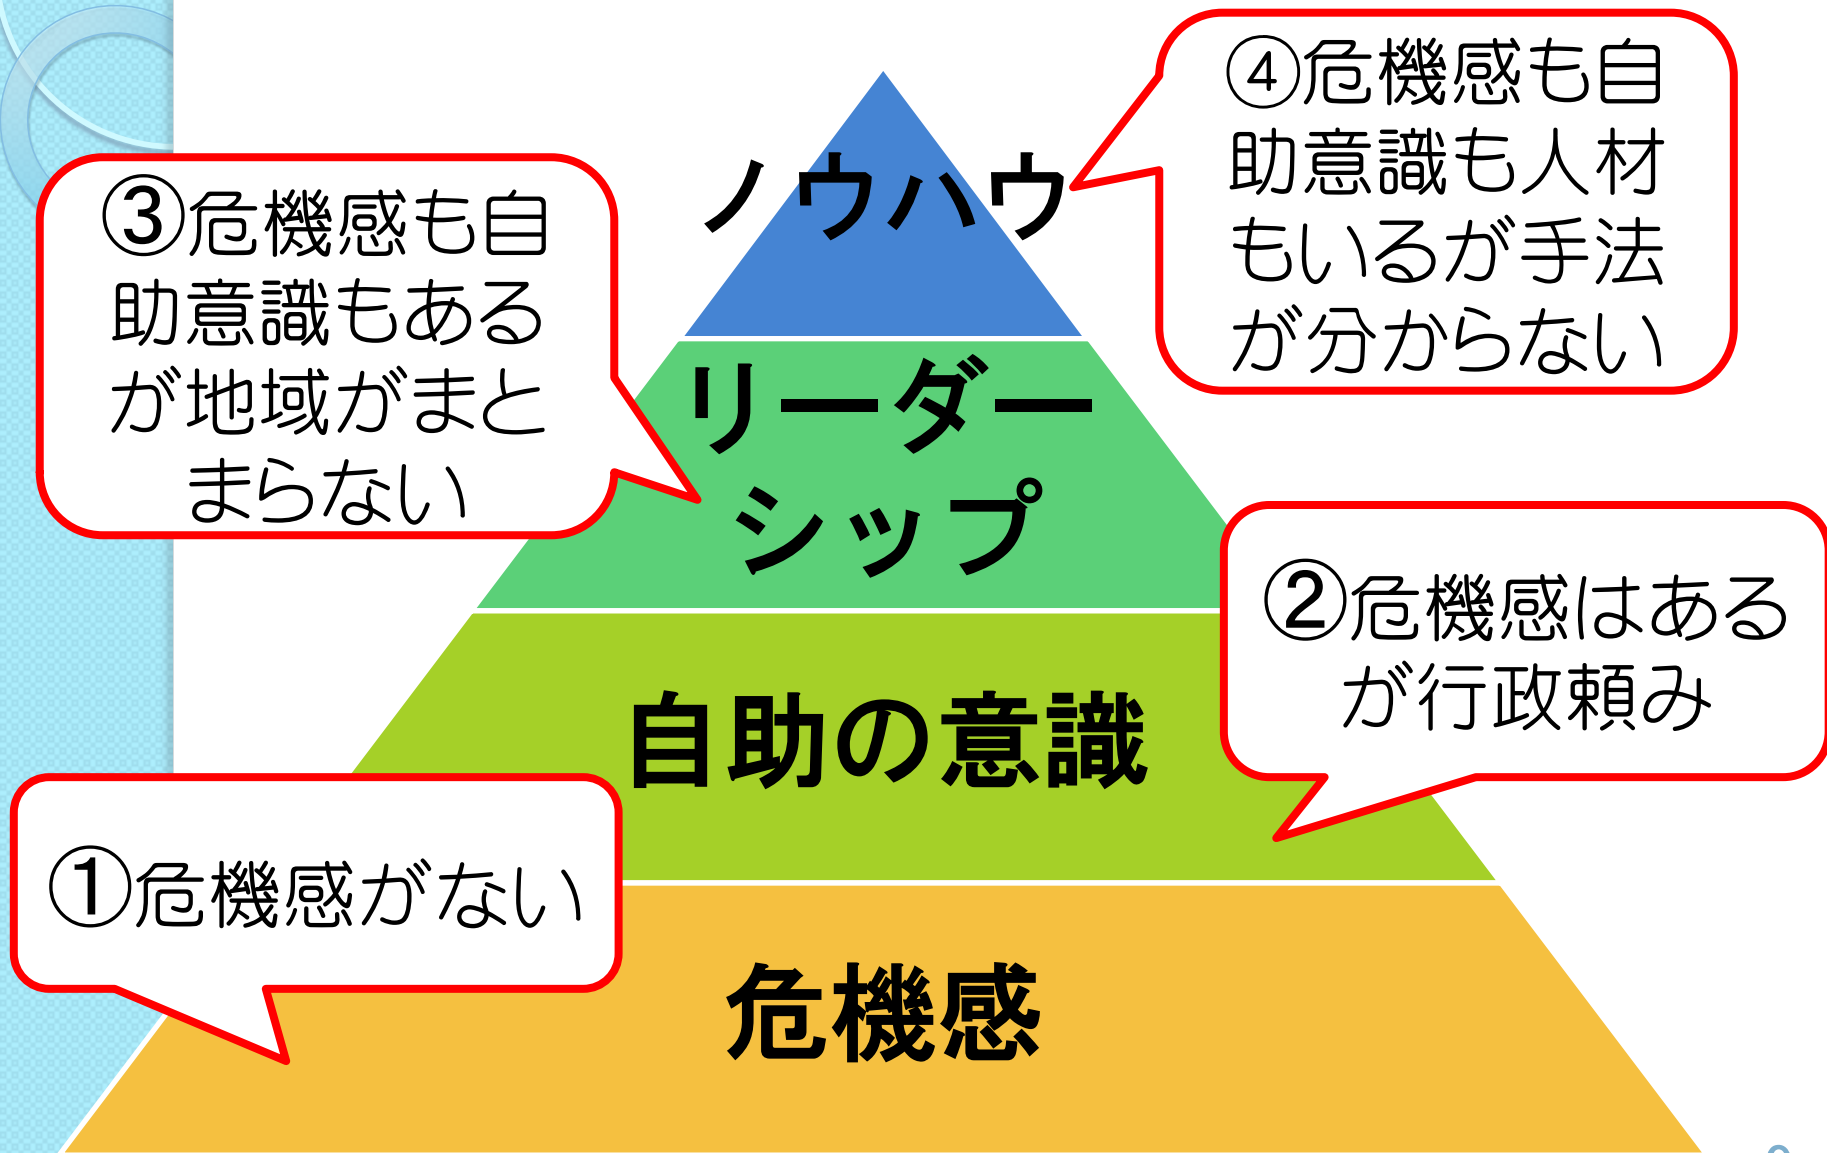 ④危機感も自
助意識も人材
もいるが手法
が分からない
ノウハウ
③危機感も自
助意識もある
が地域がまと
まらない
リーダー
シップ
②危機感はある
が行政頼み
自助の意識
①危機感がない
危機感